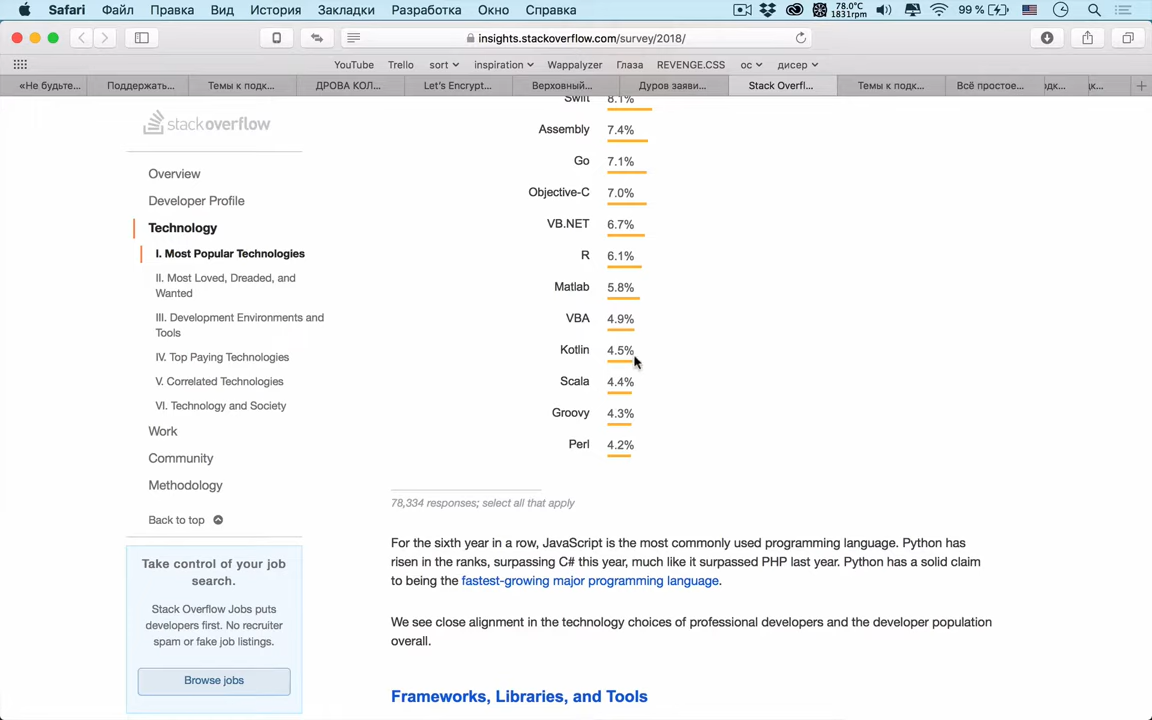 Safari Файл Правка Вид История Закладки Разработка Окно Справка 78.0°C 1831rpm 99 %
insights.stackoverflow.com/survey/2018/
YouTube Trello sort inspiration Wappalyzer Глаза REVENGE.CSS ос дисер
«Не будьте... Поддержать... Темы к подк... ДРОВА КОЛ... Let's Encrypt... Верховный... Дуров заяви... Stack Overfl... Темы к подк... Всё простое... +
stackoverflow
Overview
Developer Profile
Technology
I. Most Popular Technologies
II. Most Loved, Dreaded, and
Wanted
III. Development Environments and
Tools
IV. Top Paying Technologies
V. Correlated Technologies
VI. Technology and Society
Work
Community
Methodology
Back to top
Take control of your job
search.
Stack Overflow Jobs puts
developers first. No recruiter
spam or fake job listings.
Browse jobs
Swift 8.1%
Assembly 7.4%
Go 7.1%
Objective-C 7.0%
VB.NET 6.7%
R 6.1%
Matlab 5.8%
VBA 4.9%
Kotlin 4.5%
Scala 4.4%
Groovy 4.3%
Perl 4.2%
78,334 responses; select all that apply
For the sixth year in a row, JavaScript is the most commonly used programming language. Python has
risen in the ranks, surpassing C# this year, much like it surpassed PHP last year. Python has a solid claim
to being the fastest-growing major programming language.
We see close alignment in the technology choices of professional developers and the developer population
overall.
Frameworks, Libraries, and Tools